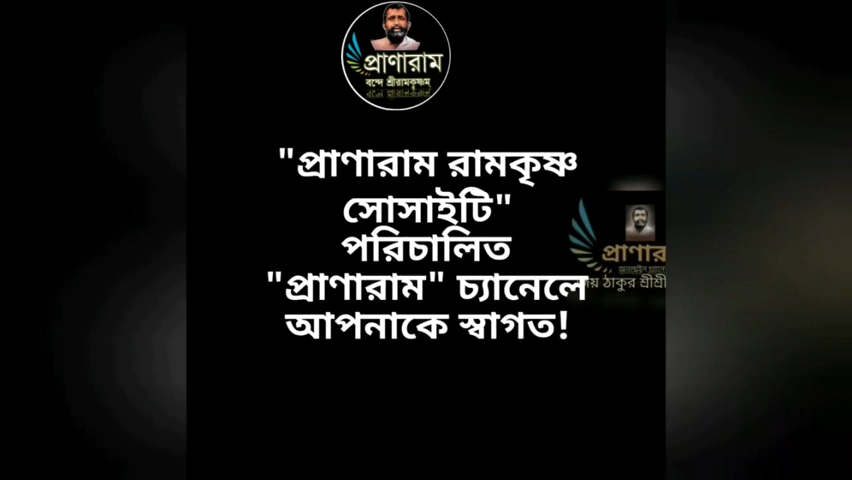 প্রাণারাম
বন্দে শ্রীরামকৃষ্ণম্
"প্রাণারাম রামকৃষ্ণ
সোসাইটি"
পরিচালিত
"প্রাণারাম" চ্যানেলে
আপনাকে স্বাগত!
প্রাণার
ঠাকুর শ্রীশ্রী